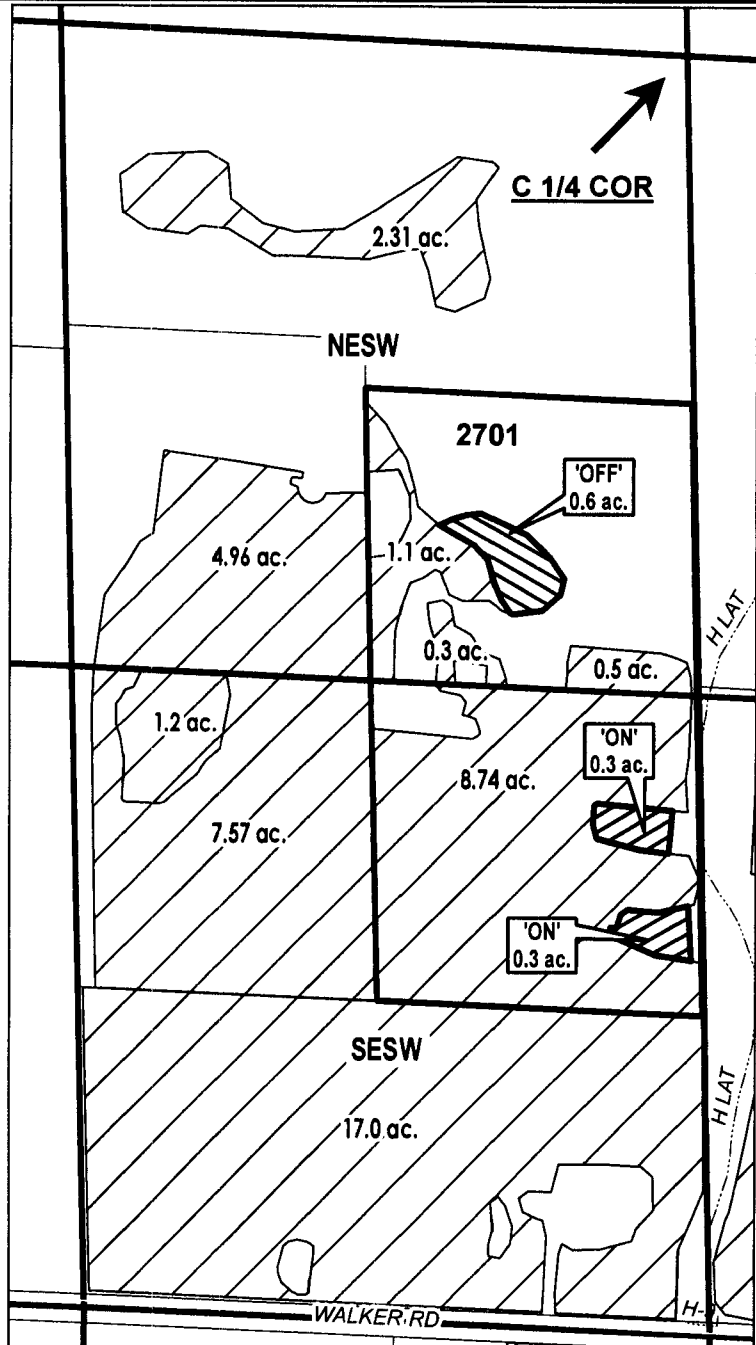 C 1/4 COR
2.31 ac.
NESW
2701
'OFF'
0.6 ac.
4.96 ac.
1.1 ac.
H LAT
0.3 ac.
0.5 ac.
1.2 ac.
'ON'
0.3 ac.
8.74 ac.
7.57 ac.
'ON'
0.3 ac.
SESW
H LAT
17.0 ac.
WALKER RD